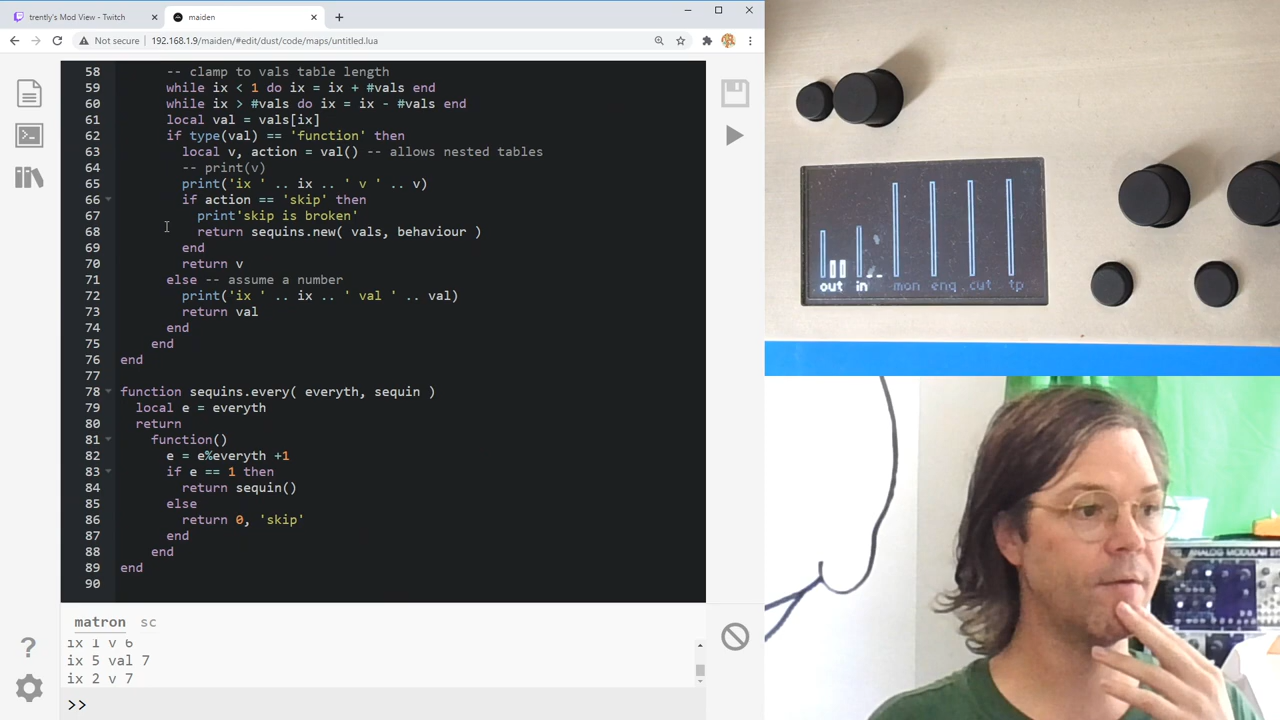 trently's Mod View - Twitch
maiden
Not secure
192.168.1.9/maiden/#edit/dust/code/maps/untitled.lua
58 -- clamp to vals table length
59 while ix < 1 do ix = ix + #vals end
60 while ix > #vals do ix = ix - #vals end
61 local val = vals[ix]
62 if type(val) == 'function' then
63 local v, action = val() -- allows nested tables
64 -- print(v)
65 print('ix ' .. ix .. ' v ' .. v)
66 if action == 'skip' then
67 print'skip is broken'
68 return sequins.new( vals, behaviour )
69 end
70 return v
71 else -- assume a number
72 print('ix ' .. ix .. ' val ' .. val)
73 return val
74 end
75 end
76 end
77
78 function sequins.every( everyth, sequin )
79 local e = everyth
80 return
81 function()
82 e = e%everyth +1
83 if e == 1 then
84 return sequin()
85 else
86 return 0, 'skip'
87 end
88 end
89 end
90
matron sc
ix 1 v 6
ix 5 val 7
ix 2 v 7
>>
out in mon eng cut tp